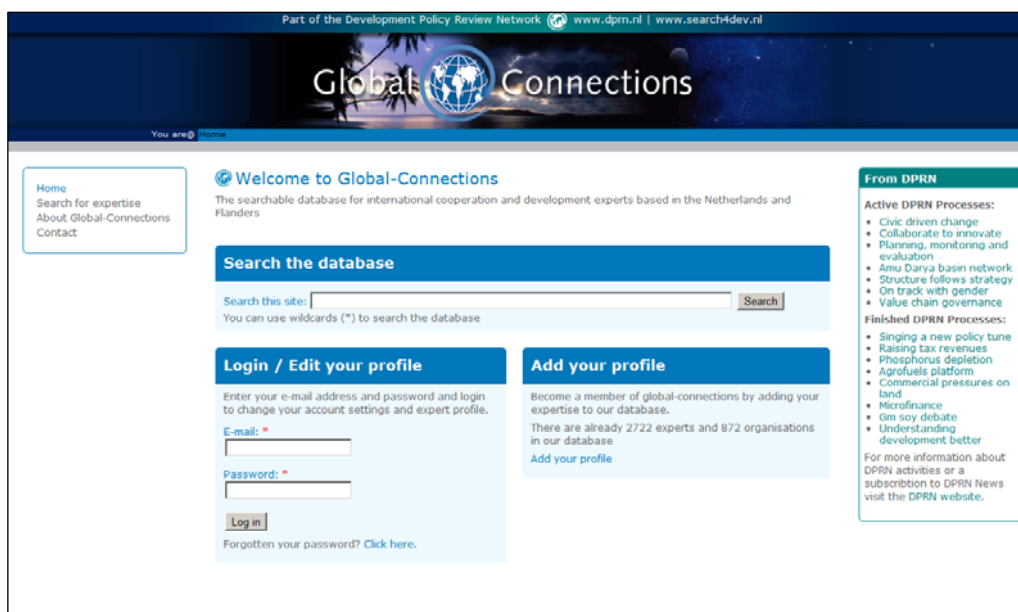 Part of the Development Policy Review Network www.dprn.nl | www.search4dev.nl
Global Connections
You are@ Home
Home
Search for expertise
About Global-Connections
Contact
Welcome to Global-Connections
The searchable database for international cooperation and development experts based in the Netherlands and
Flanders
Search the database
Search this site: Search
You can use wildcards (*) to search the database
Login / Edit your profile
Enter your e-mail address and password and login
to change your account settings and expert profile.
E-mail: *
Password: *
Log in
Forgotten your password? Click here.
Add your profile
Become a member of global-connections by adding your
expertise to our database.
There are already 2722 experts and 872 organisations
in our database
Add your profile
From DPRN
Active DPRN Processes:
• Civic driven change
• Collaborate to innovate
• Planning, monitoring and
evaluation
• Amu Darya basin network
• Structure follows strategy
• On track with gender
• Value chain governance
Finished DPRN Processes:
• Singing a new policy tune
• Raising tax revenues
• Phosphorus depletion
• Agrofuels platform
• Commercial pressures on
land
• Microfinance
• Gm soy debate
• Understanding
development better
For more information about
DPRN activities or a
subscribtion to DPRN News
visit the DPRN website.